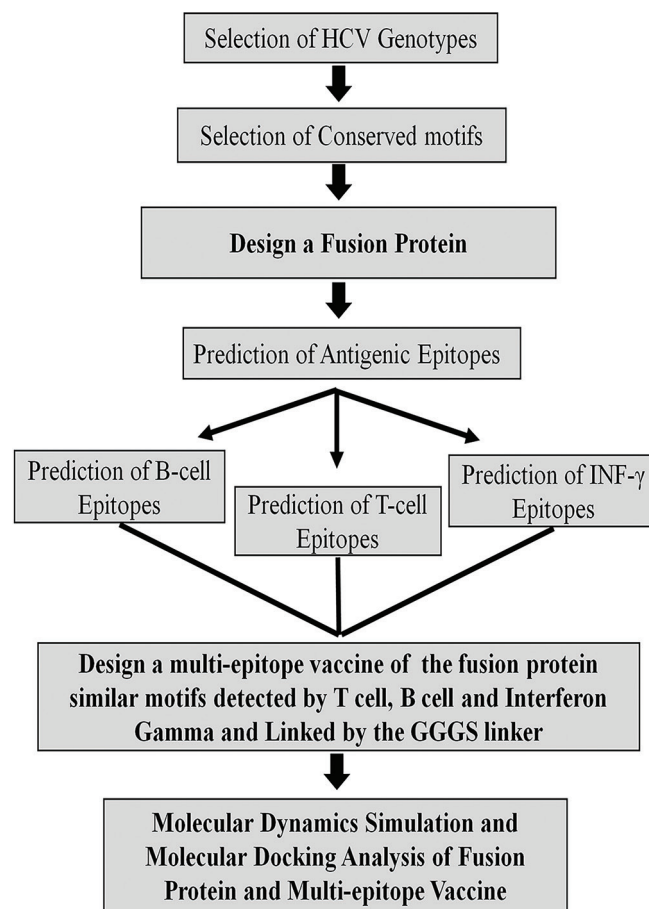 Selection of HCV Genotypes
Selection of Conserved motifs
Design a Fusion Protein
Prediction of Antigenic Epitopes
Prediction of B-cell
Epitopes
Prediction of T-cell
Epitopes
Prediction of INF-γ
Epitopes
Design a multi-epitope vaccine of the fusion protein
similar motifs detected by T cell, B cell and Interferon
Gamma and Linked by the GGGS linker
Molecular Dynamics Simulation and
Molecular Docking Analysis of Fusion
Protein and Multi-epitope Vaccine